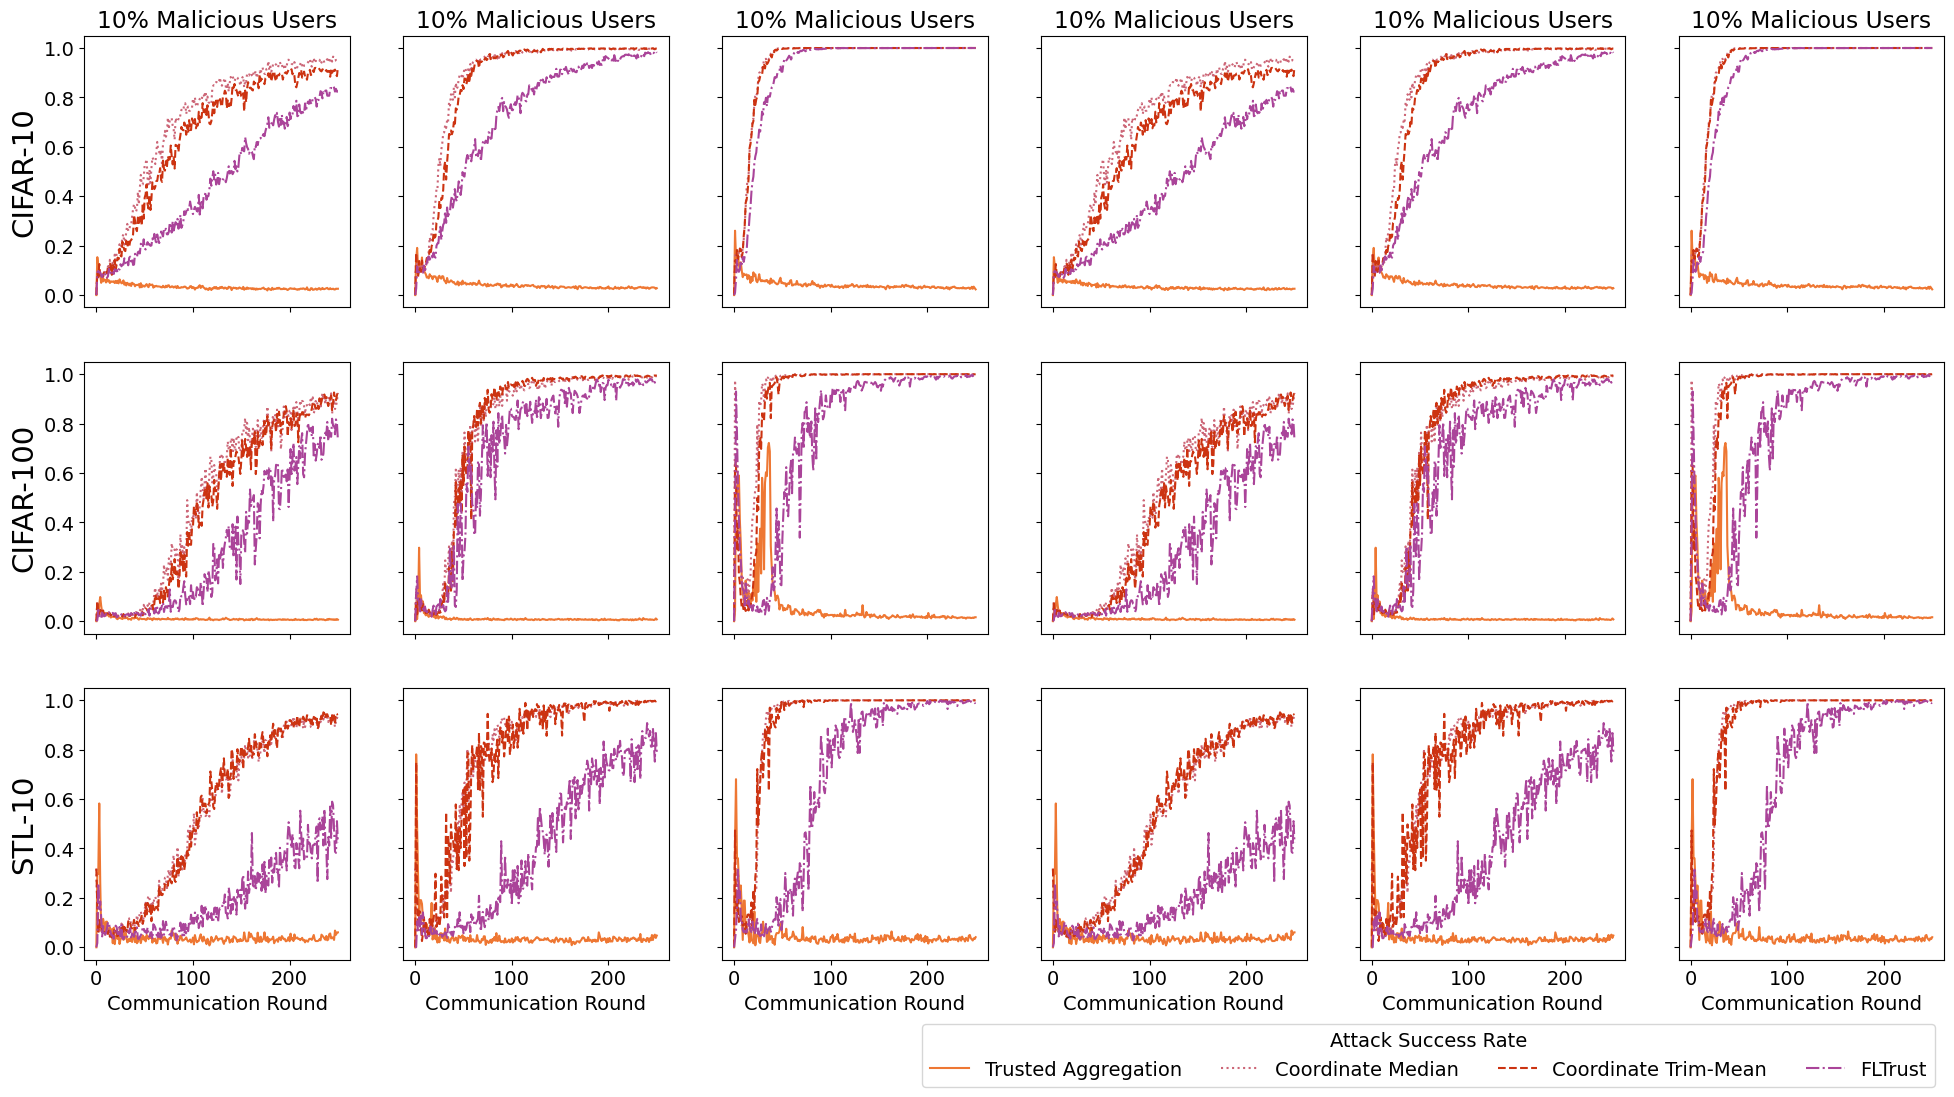 10% Malicious Users 10% Malicious Users 10% Malicious Users 10% Malicious Users 10% Malicious Users 10% Malicious Users
CIFAR-10
1.0
0.8
0.6
0.4
0.2
0.0
CIFAR-100
1.0
0.8
0.6
0.4
0.2
0.0
STL-10
1.0
0.8
0.6
0.4
0.2
0.0
0 100 200 0 100 200 0 100 200 0 100 200 0 100 200 0 100 200
Communication Round Communication Round Communication Round Communication Round Communication Round Communication Round
Attack Success Rate
Trusted Aggregation Coordinate Median Coordinate Trim-Mean FLTrust